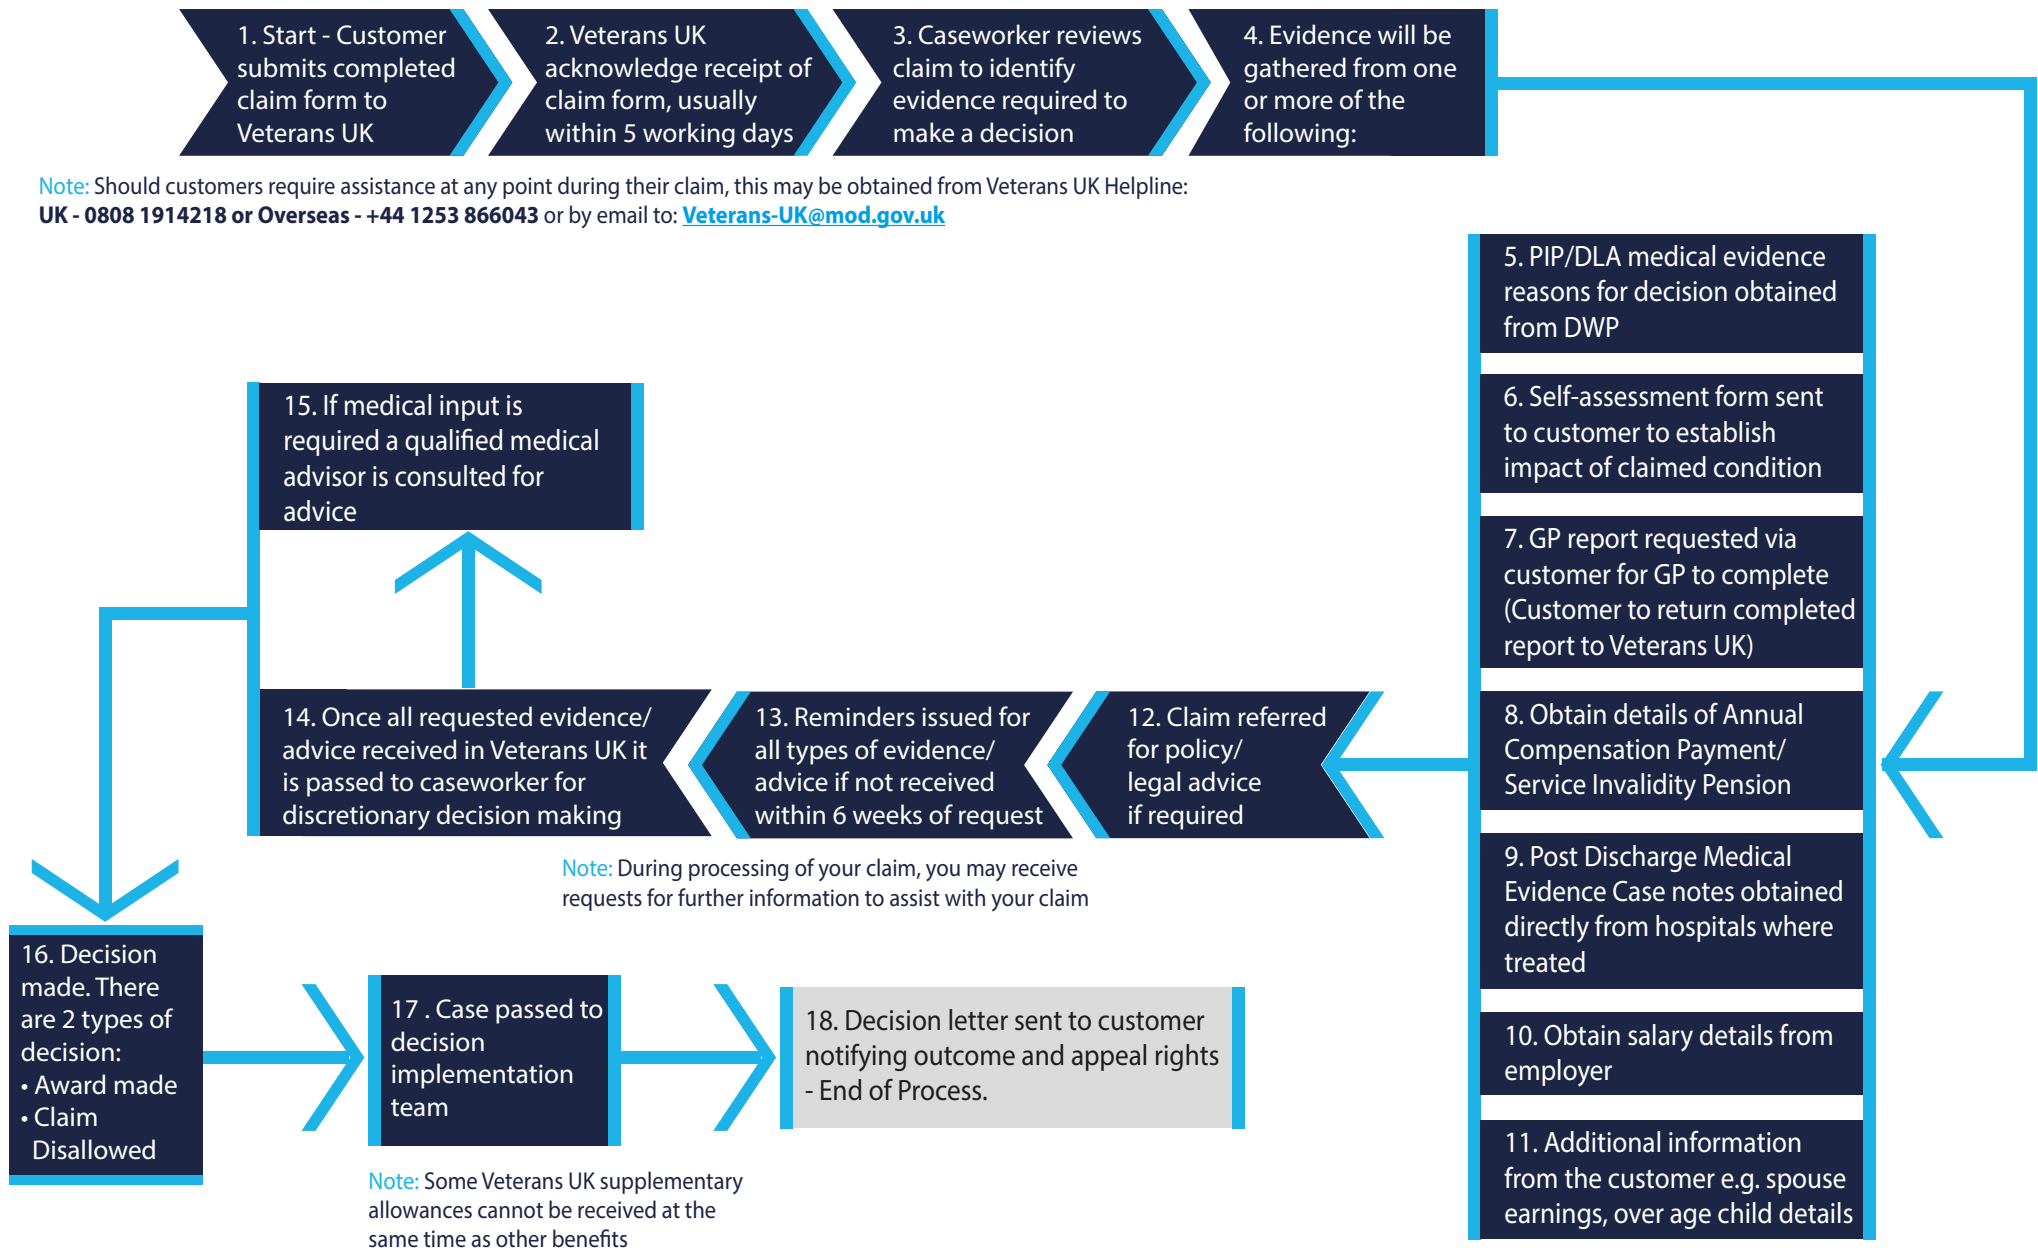 1. Start - Customer
submits completed
claim form to
Veterans UK
2. Veterans UK
acknowledge receipt of
claim form, usually
within 5 working days
3. Caseworker reviews
claim to identify
evidence required to
make a decision
4. Evidence will be
gathered from one
or more of the
following:
Note: Should customers require assistance at any point during their claim, this may be obtained from Veterans UK Helpline:
UK - 0808 1914218 or Overseas - +44 1253 866043 or by email to: Veterans-UK@mod.gov.uk
5. PIP/DLA medical evidence
reasons for decision obtained
from DWP
6. Self-assessment form sent
to customer to establish
impact of claimed condition
7. GP report requested via
customer for GP to complete
(Customer to return completed
report to Veterans UK)
8. Obtain details of Annual
Compensation Payment/
Service Invalidity Pension
9. Post Discharge Medical
Evidence Case notes obtained
directly from hospitals where
treated
10. Obtain salary details from
employer
11. Additional information
from the customer e.g. spouse
earnings, over age child details
12. Claim referred
for policy/
legal advice
if required
13. Reminders issued for
all types of evidence/
advice if not received
within 6 weeks of request
14. Once all requested evidence/
advice received in Veterans UK it
is passed to caseworker for
discretionary decision making
Note: During processing of your claim, you may receive
requests for further information to assist with your claim
15. If medical input is
required a qualified medical
advisor is consulted for
advice
16. Decision
made. There
are 2 types of
decision:
• Award made
• Claim
Disallowed
17 . Case passed to
decision
implementation
team
Note: Some Veterans UK supplementary
allowances cannot be received at the
same time as other benefits
18. Decision letter sent to customer
notifying outcome and appeal rights
- End of Process.